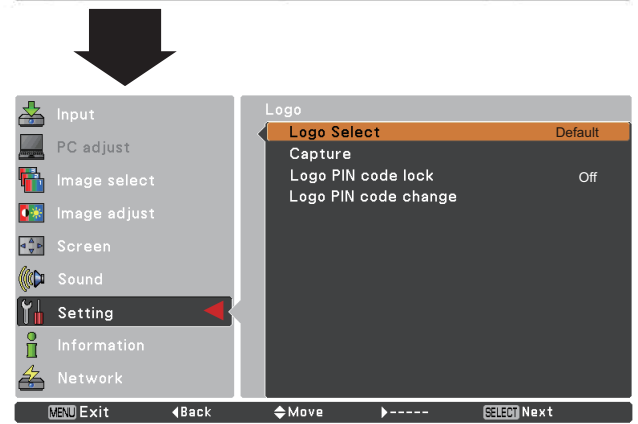 Input
PC adjust
Image select
Image adjust
Screen
Sound
Setting
Information
Network
Logo
Logo Select Default
Capture
Logo PIN code lock Off
Logo PIN code change
MENU Exit ◀Back ◆Move ▶----- SELECT Next